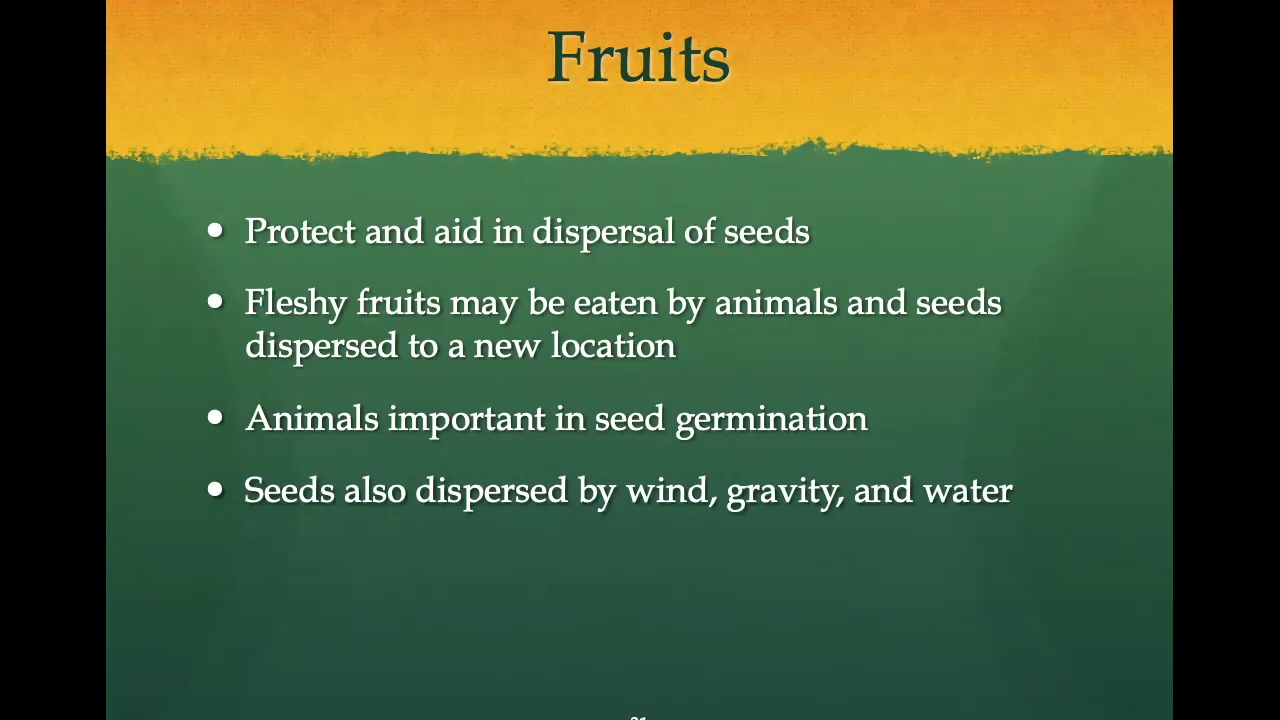 Fruits
• Protect and aid in dispersal of seeds
• Fleshy fruits may be eaten by animals and seeds
dispersed to a new location
• Animals important in seed germination
• Seeds also dispersed by wind, gravity, and water